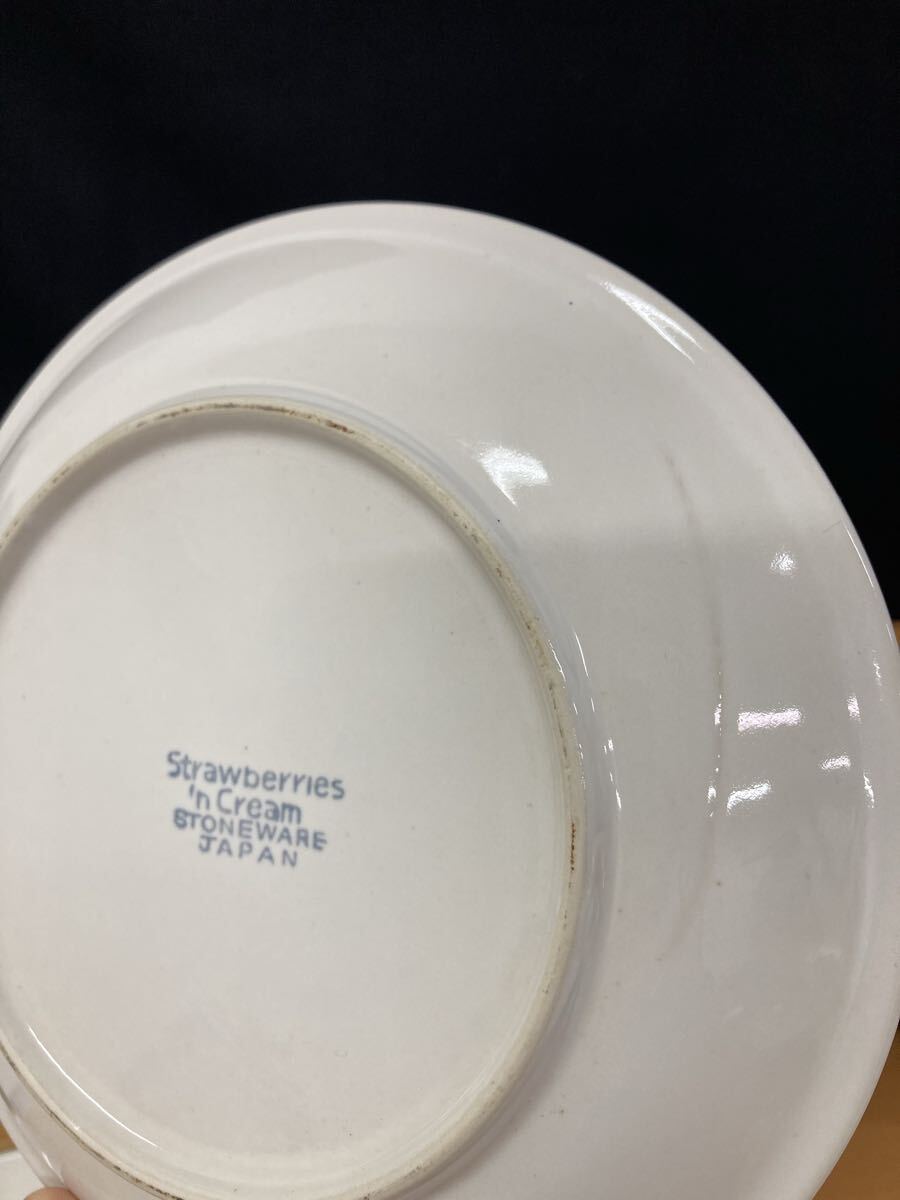 Strawberries
'n Cream
STONEWARE
JAPAN